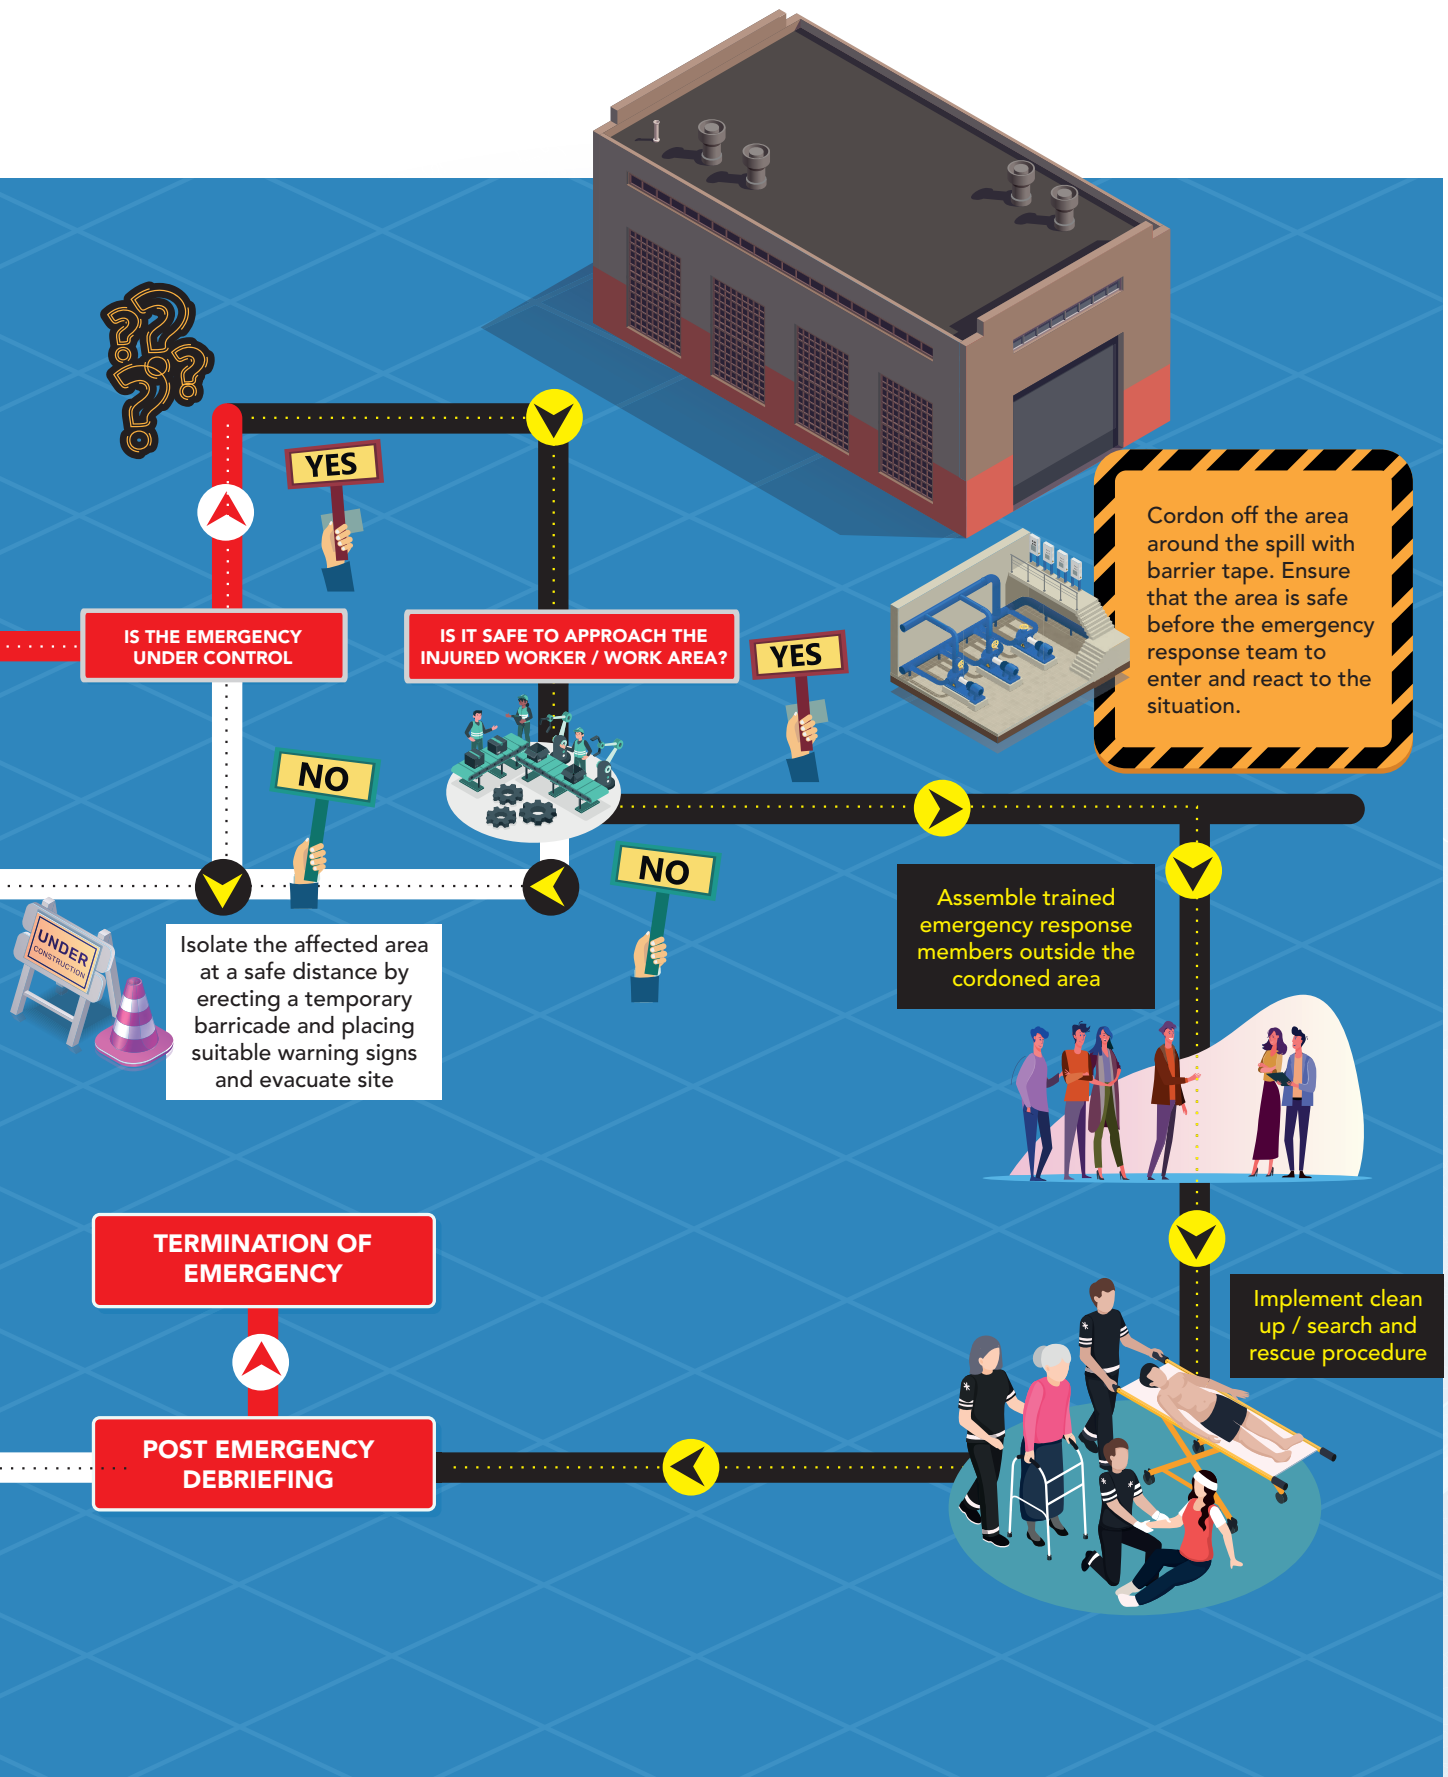 YES
IS THE EMERGENCY
UNDER CONTROL
IS IT SAFE TO APPROACH THE
INJURED WORKER / WORK AREA?
YES
Cordon off the area
around the spill with
barrier tape. Ensure
that the area is safe
before the emergency
response team to
enter and react to the
situation.
NO
NO
UNDER
CONSTRUCTION
Isolate the affected area
at a safe distance by
erecting a temporary
barricade and placing
suitable warning signs
and evacuate site
Assemble trained
emergency response
members outside the
cordoned area
Implement clean
up / search and
rescue procedure
TERMINATION OF
EMERGENCY
POST EMERGENCY
DEBRIEFING